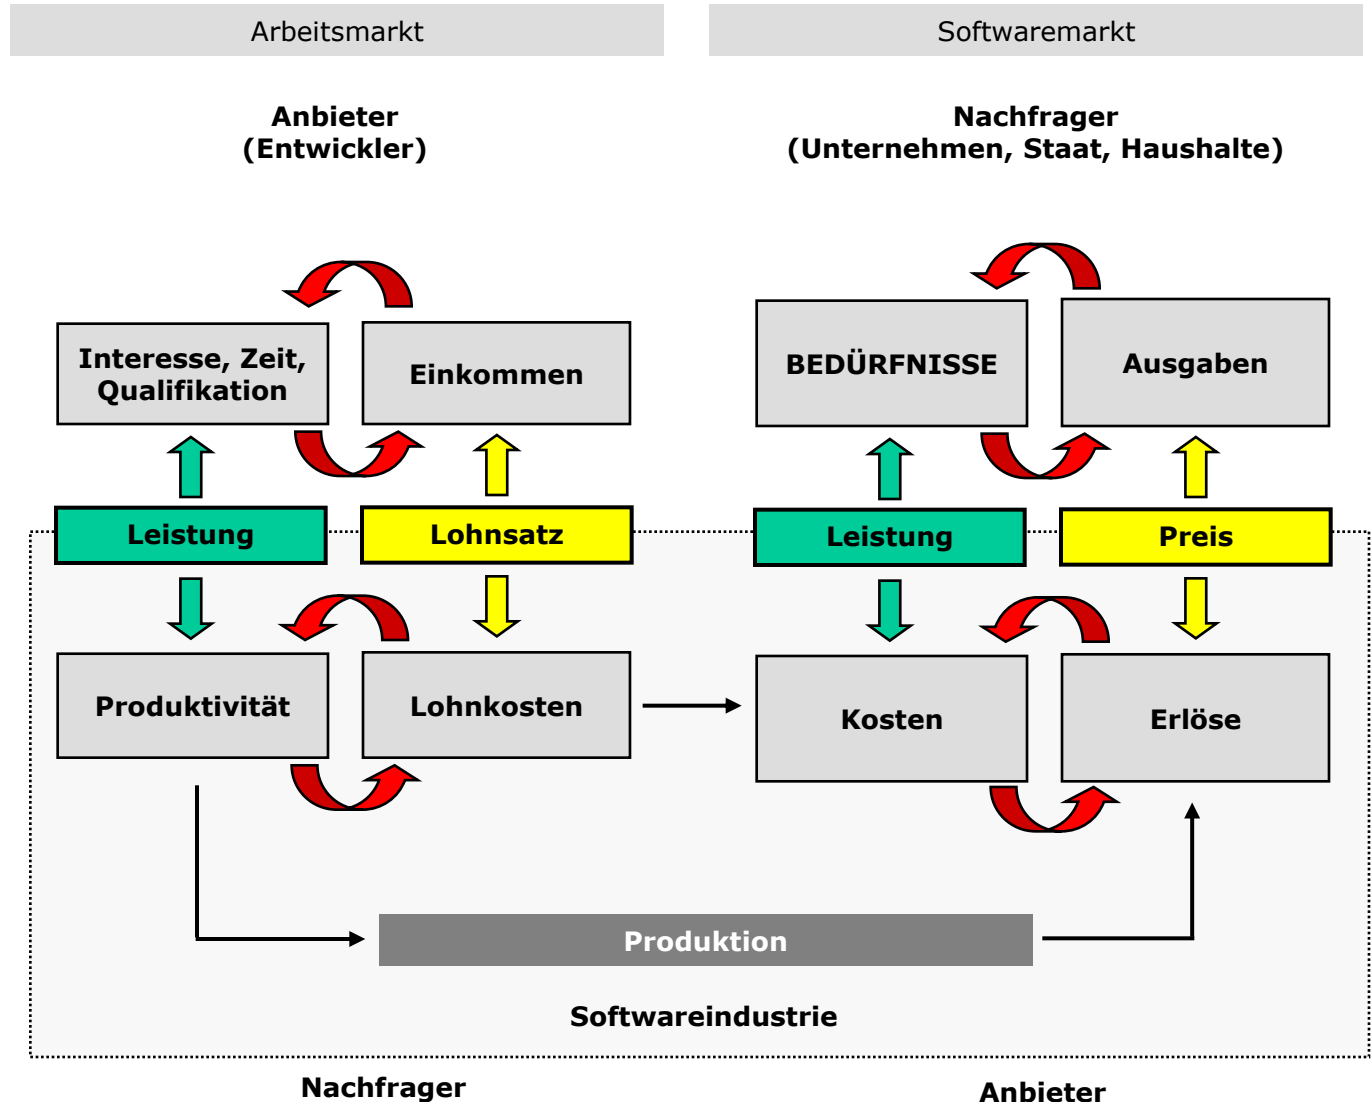 Arbeitsmarkt
Softwaremarkt
Anbieter
(Entwickler)
Nachfrager
(Unternehmen, Staat, Haushalte)
Interesse, Zeit,
Qualifikation
Einkommen
BEDÜRFNISSE
Ausgaben
Leistung
Lohnsatz
Leistung
Preis
Produktivität
Lohnkosten
Kosten
Erlöse
Produktion
Softwareindustrie
Nachfrager
Anbieter